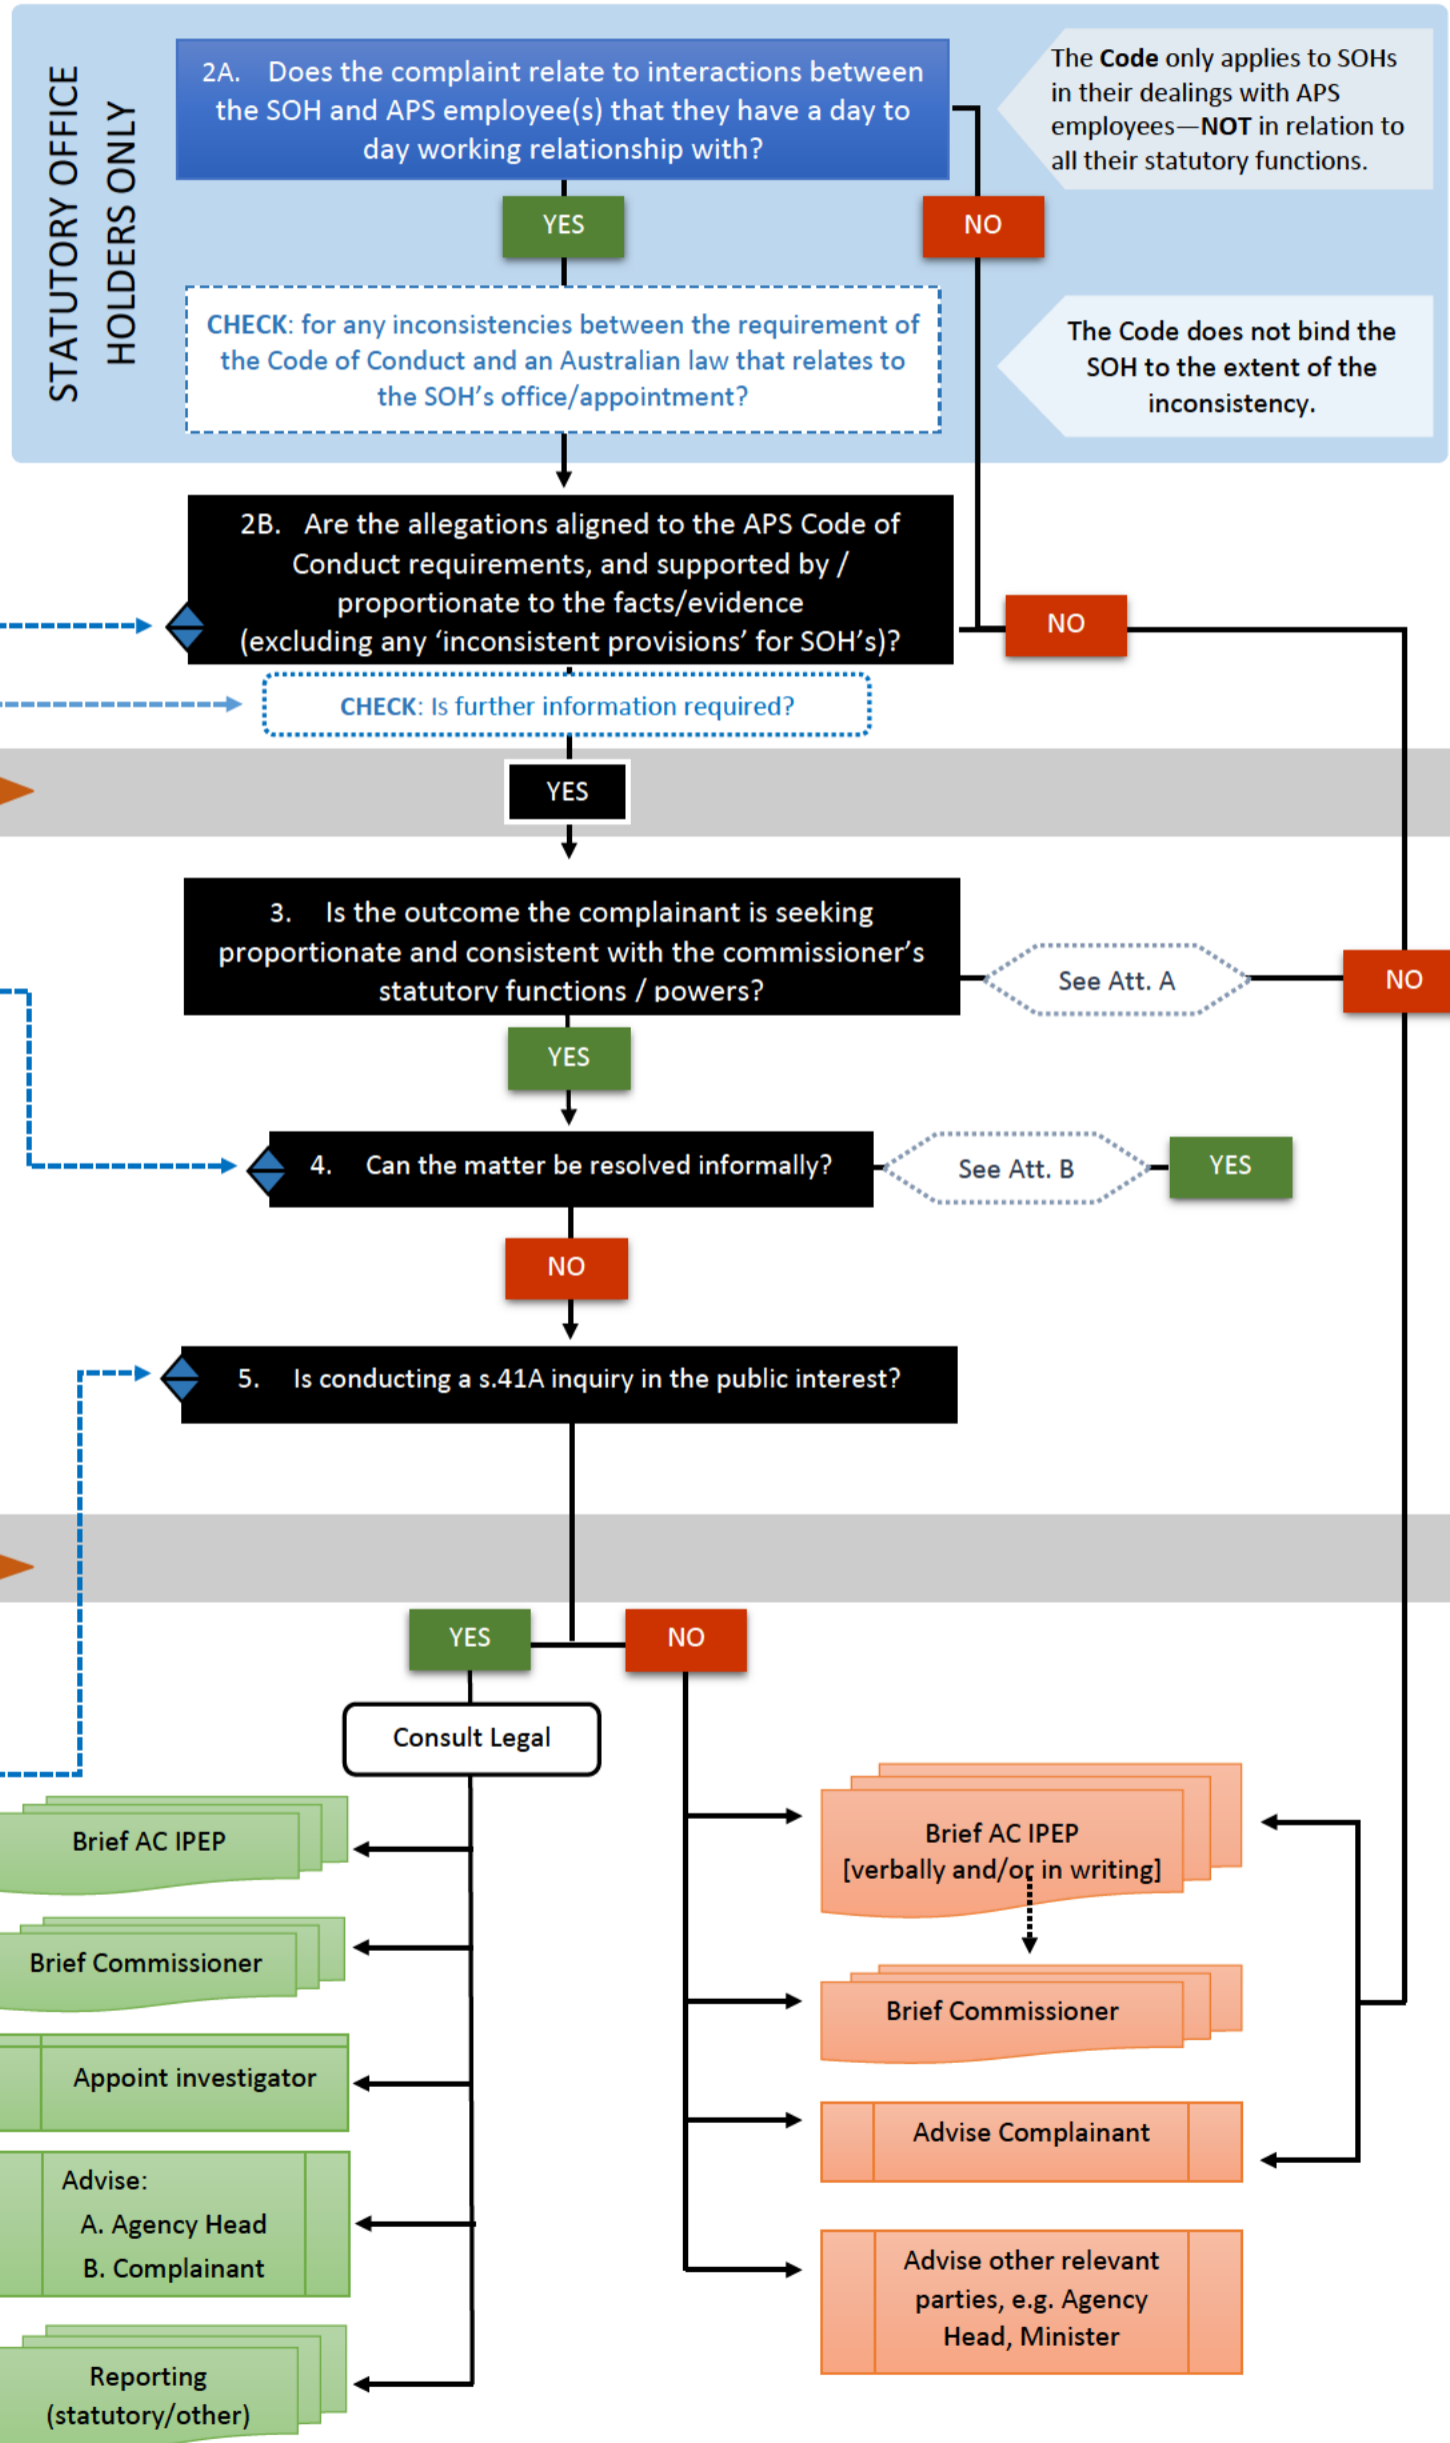 STATUTORY OFFICE
HOLDERS ONLY
2A. Does the complaint relate to interactions between
the SOH and APS employee(s) that they have a day to
day working relationship with?
The Code only applies to SOHs
in their dealings with APS
employees—NOT in relation to
all their statutory functions.
YES
NO
CHECK: for any inconsistencies between the requirement of
the Code of Conduct and an Australian law that relates to
the SOH's office/appointment?
The Code does not bind the
SOH to the extent of the
inconsistency.
2B. Are the allegations aligned to the APS Code of
Conduct requirements, and supported by /
proportionate to the facts/evidence
(excluding any 'inconsistent provisions' for SOH's)?
NO
CHECK: Is further information required?
YES
3. Is the outcome the complainant is seeking
proportionate and consistent with the commissioner's
statutory functions / powers?
See Att. A
NO
YES
4. Can the matter be resolved informally?
See Att. B
YES
NO
5. Is conducting a s.41A inquiry in the public interest?
YES
NO
Consult Legal
Brief AC IPEP
Brief Commissioner
Appoint investigator
Advise:
A. Agency Head
B. Complainant
Reporting
(statutory/other)
Brief AC IPEP
[verbally and/or in writing]
Brief Commissioner
Advise Complainant
Advise other relevant
parties, e.g. Agency
Head, Minister